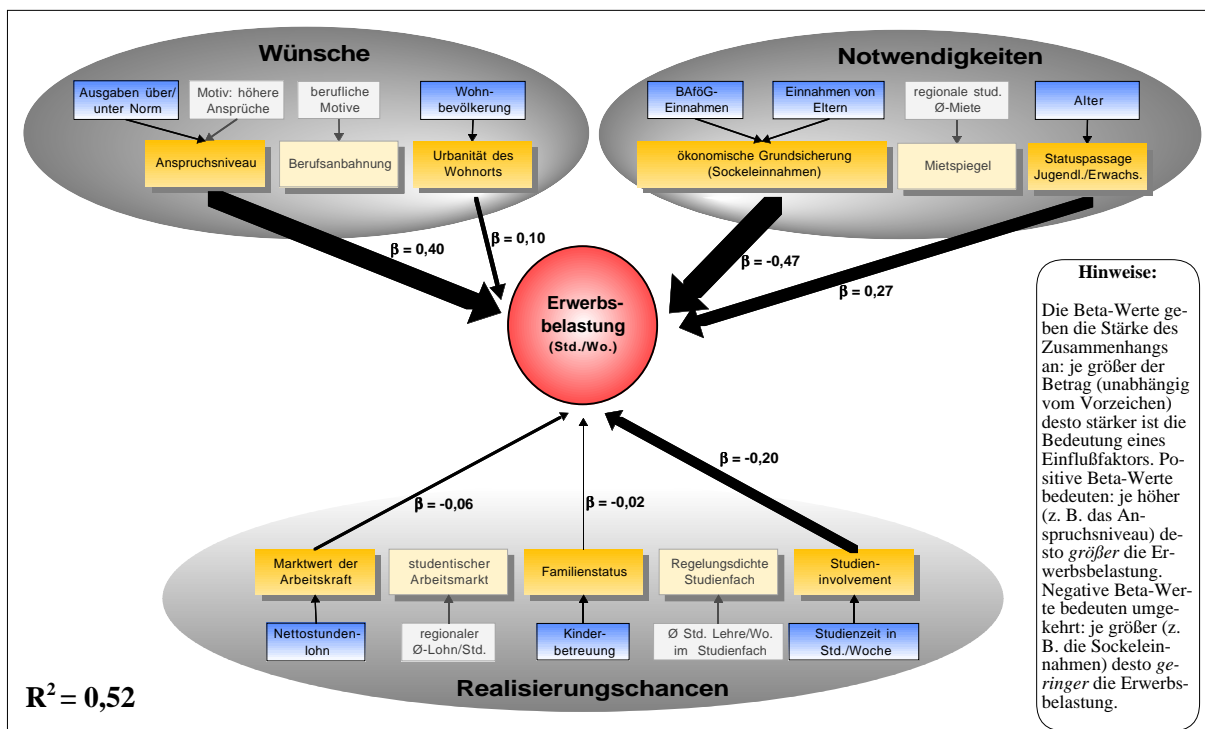 Wünsche
Ausgaben über/
unter Norm
Motiv: höhere
Ansprüche
berufliche
Motive
Wohn-
bevölkerung
Anspruchsniveau
Berufsanbahnung
Urbanität des
Wohnorts
Notwendigkeiten
BAföG-
Einnahmen
Einnahmen von
Eltern
regionale stud.
Ø-Miete
Alter
ökonomische Grundsicherung
(Sockeleinnahmen)
Mietspiegel
Statuspassage
Jugendl./Erwachs.
β = 0,40
β = 0,10
β = -0,47
β = 0,27
Erwerbs-
belastung
(Std./Wo.)
β = -0,06
β = -0,02
β = -0,20
Marktwert der
Arbeitskraft
studentischer
Arbeitsmarkt
Familienstatus
Regelungsdichte
Studienfach
Studien-
involvement
Nettostunden-
lohn
regionaler
Ø-Lohn/Std.
Kinder-
betreuung
Ø Std. Lehre/Wo.
im Studienfach
Studienzeit in
Std./Woche
Realisierungschancen
R² = 0,52
Hinweise:
Die Beta-Werte ge-
ben die Stärke des
Zusammenhangs
an: je größer der
Betrag (unabhängig
vom Vorzeichen)
desto stärker ist die
Bedeutung eines
Einflußfaktors. Po-
sitive Beta-Werte
bedeuten: je höher
(z. B. das An-
spruchsniveau) de-
sto größer die Er-
werbsbelastung.
Negative Beta-Wer-
te bedeuten umge-
kehrt: je größer (z.
B. die Sockelein-
nahmen) desto ge-
ringer die Erwerbs-
belastung.